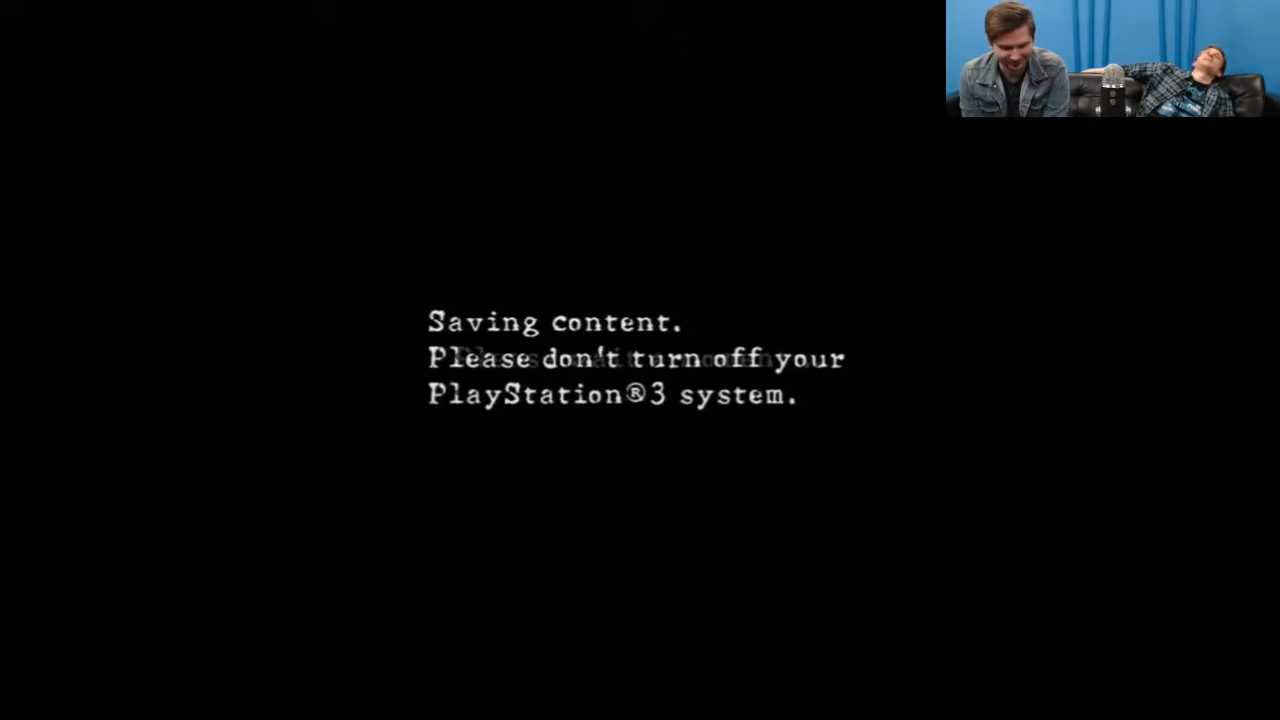 Saving content.
Please don't turn off your
PlayStation®3 system.